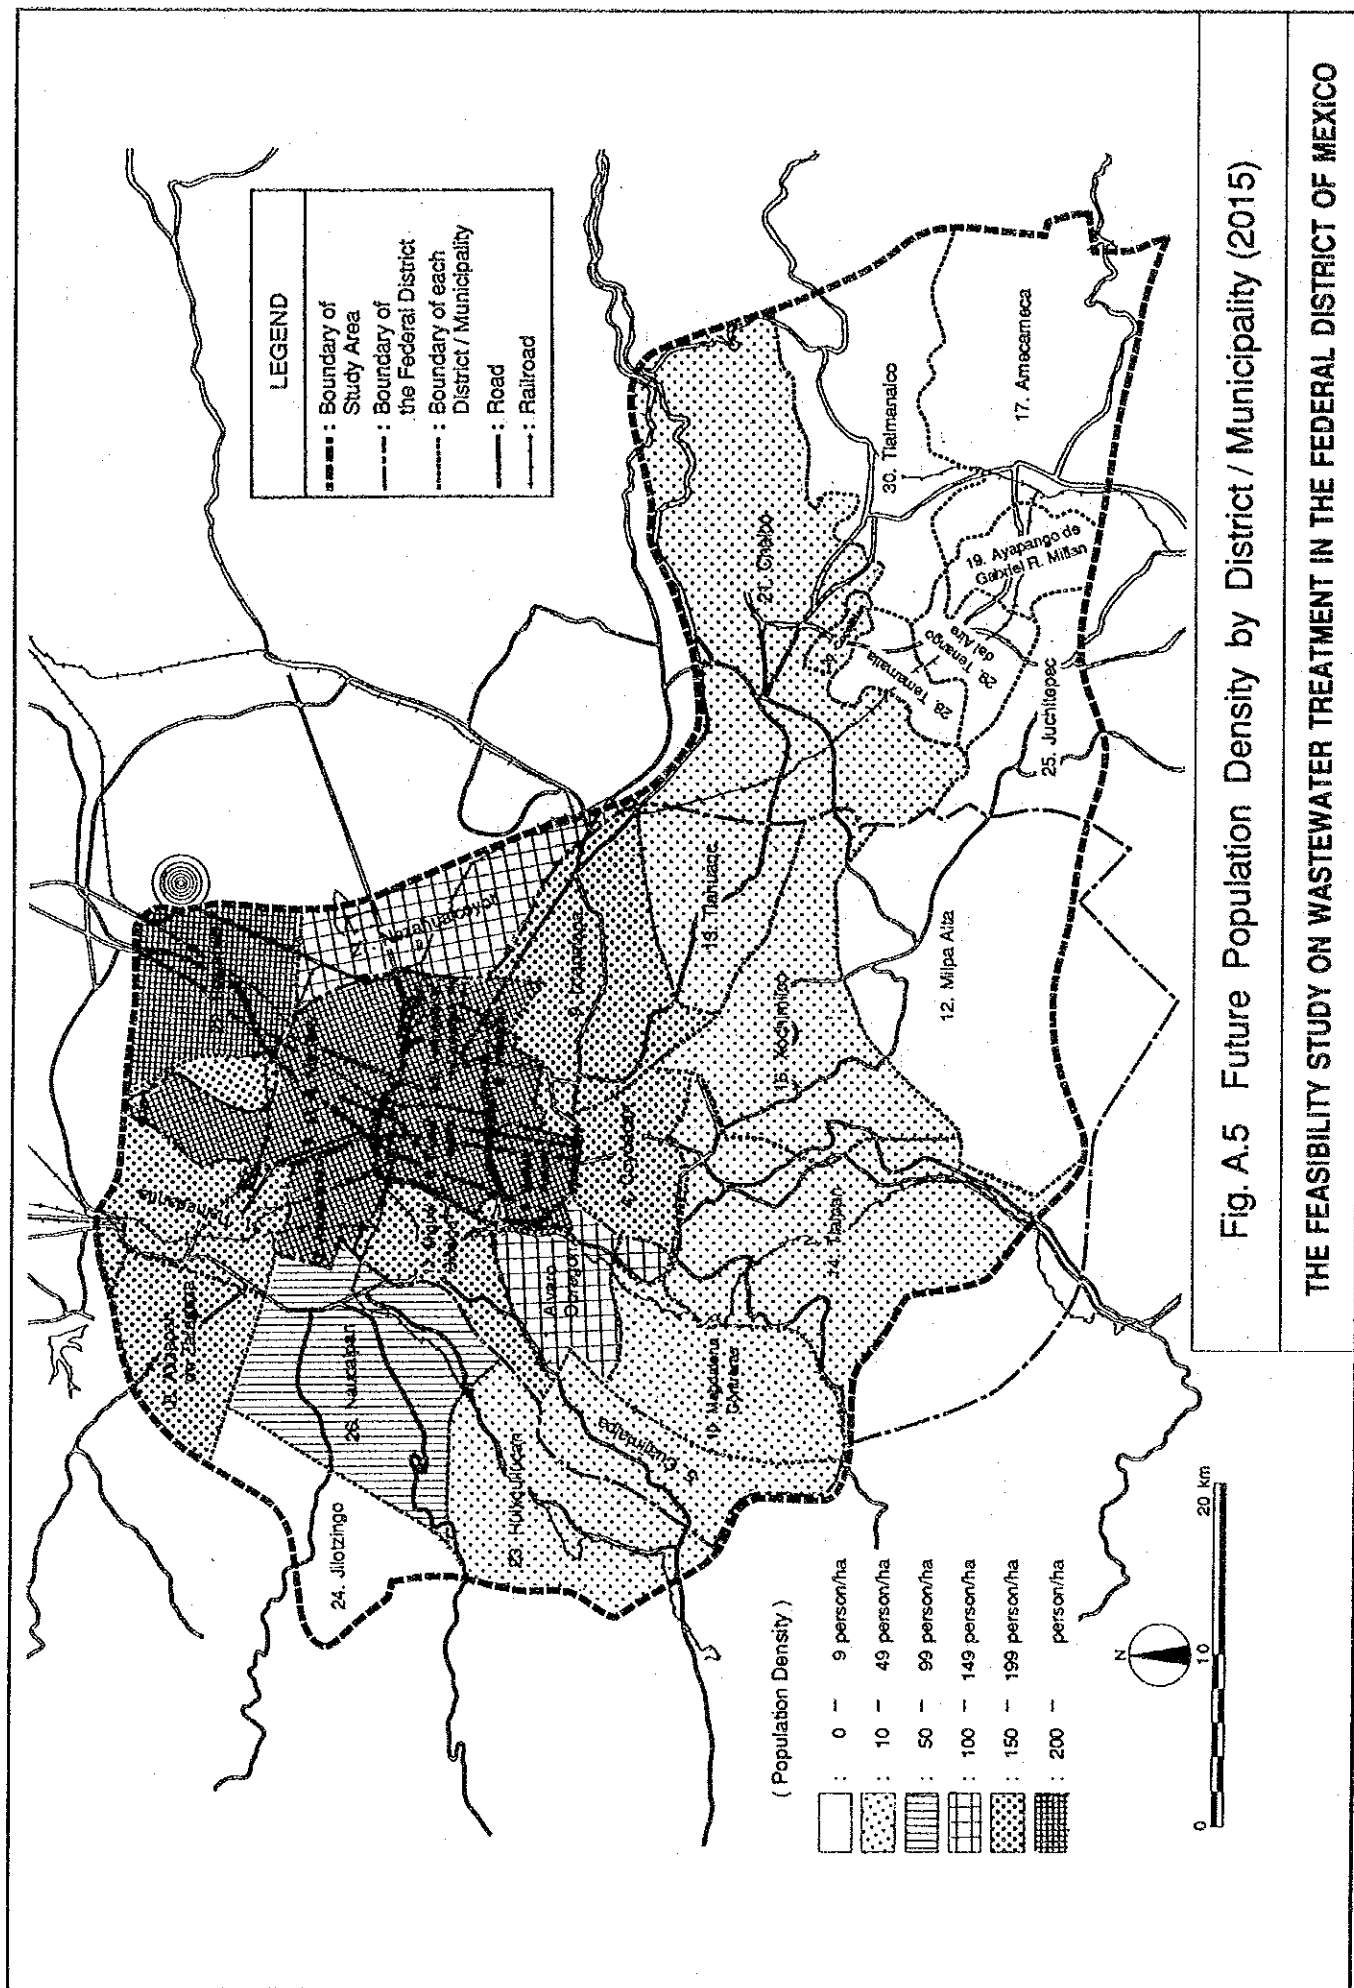 LEGEND
: Boundary of
Study Area
: Boundary of
the Federal District
: Boundary of each
District / Municipality
: Road
: Railroad
24. Jilotzingo
26. Naucalpan
23. Huixquilucan
5. Cuajimalpa
10. Magdalena
Contreras
1. Alvaro
Obregon
Tlalnepantla
Nezahualcoyotl
4. Coyoacan
14. Tlalpan
15. Xochimilco
13. Tlahuac
12. Milpa Alta
21. Chalco
30. Tlalmanalco
17. Amecameca
19. Ayapango de
Gabriel R. Millan
28. Temamatla
29. Tenango
del Aire
25. Juchitepec
( Population Density )
: 0 – 9 person/ha
: 10 – 49 person/ha
: 50 – 99 person/ha
: 100 – 149 person/ha
: 150 – 199 person/ha
: 200 – person/ha
N
0 10 20 km
Fig. A.5 Future Population Density by District / Municipality (2015)
THE FEASIBILITY STUDY ON WASTEWATER TREATMENT IN THE FEDERAL DISTRICT OF MEXICO